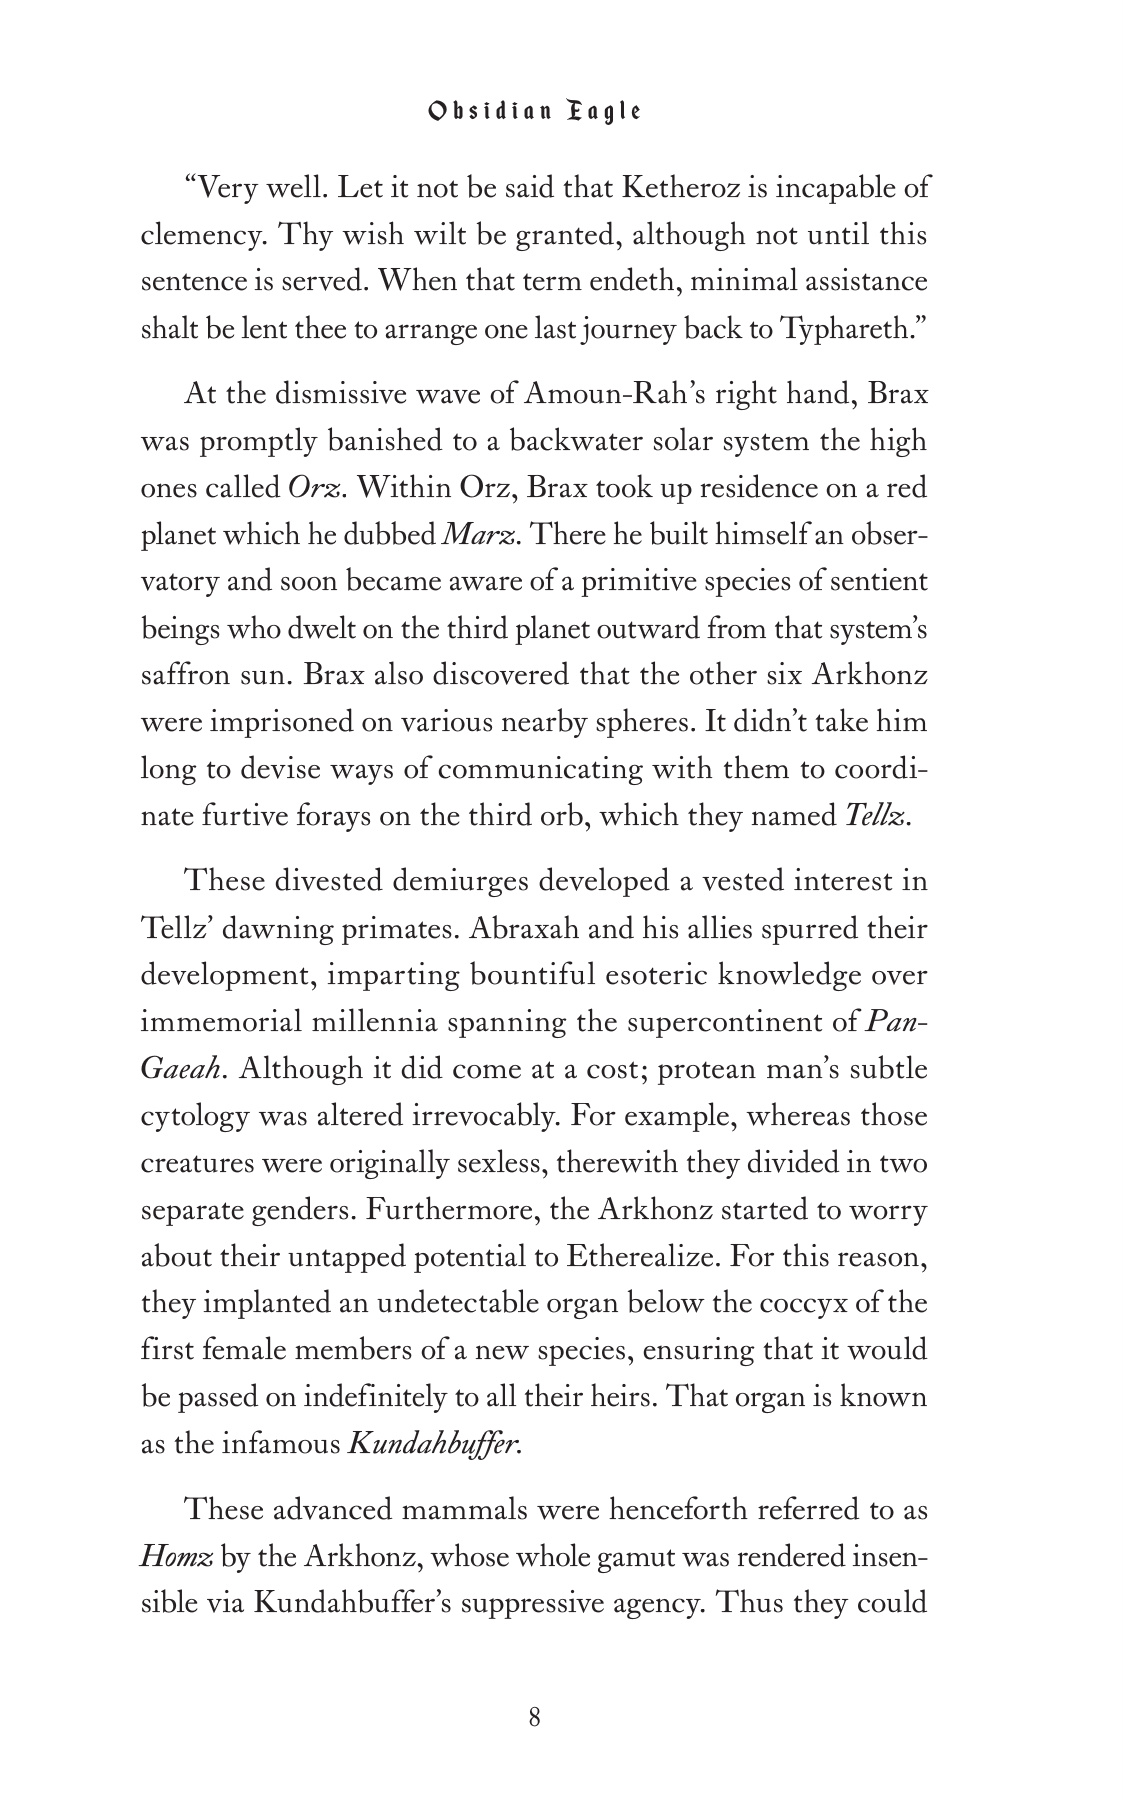 Obsidian Eagle
“Very well. Let it not be said that Ketheroz is incapable of
clemency. Thy wish wilt be granted, although not until this
sentence is served. When that term endeth, minimal assistance
shalt be lent thee to arrange one last journey back to Typhareth.”
At the dismissive wave of Amoun-Rah’s right hand, Brax
was promptly banished to a backwater solar system the high
ones called Orz. Within Orz, Brax took up residence on a red
planet which he dubbed Marz. There he built himself an obser-
vatory and soon became aware of a primitive species of sentient
beings who dwelt on the third planet outward from that system’s
saffron sun. Brax also discovered that the other six Arkhonz
were imprisoned on various nearby spheres. It didn’t take him
long to devise ways of communicating with them to coordi-
nate furtive forays on the third orb, which they named Tellz.
These divested demiurges developed a vested interest in
Tellz’ dawning primates. Abraxah and his allies spurred their
development, imparting bountiful esoteric knowledge over
immemorial millennia spanning the supercontinent of Pan-
Gaeah. Although it did come at a cost; protean man’s subtle
cytology was altered irrevocably. For example, whereas those
creatures were originally sexless, therewith they divided in two
separate genders. Furthermore, the Arkhonz started to worry
about their untapped potential to Etherealize. For this reason,
they implanted an undetectable organ below the coccyx of the
first female members of a new species, ensuring that it would
be passed on indefinitely to all their heirs. That organ is known
as the infamous Kundahbuffer.
These advanced mammals were henceforth referred to as
Homz by the Arkhonz, whose whole gamut was rendered insen-
sible via Kundahbuffer’s suppressive agency. Thus they could
8